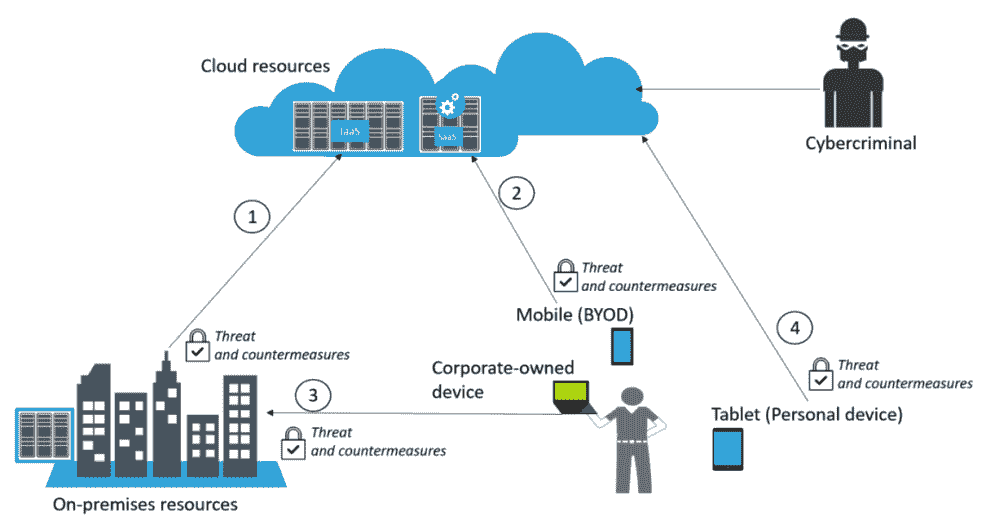 Cloud resources
IaaS
SaaS
Cybercriminal
1
2
Threat
and countermeasures
Mobile (BYOD)
4
Threat
and countermeasures
Corporate-owned
device
Threat
and countermeasures
3
Threat
and countermeasures
Tablet (Personal device)
On-premises resources